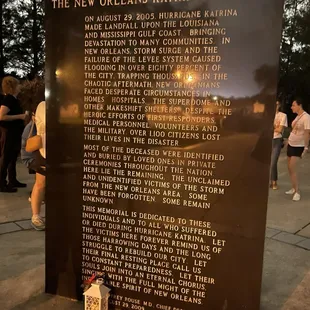 THE NEW ORLEANS
ON AUGUST 29, 2005, HURRICANE KATRINA
MADE LANDFALL UPON THE LOUISIANA
AND MISSISSIPPI GULF COAST, BRINGING
DEVASTATION TO MANY COMMUNITIES. IN
NEW ORLEANS, STORM SURGE AND THE
FAILURE OF THE LEVEE SYSTEM CAUSED
FLOODING IN OVER EIGHTY PERCENT OF
THE CITY, TRAPPING THOUSANDS IN
THE CHAOTIC AFTERMATH. NEW ORLEANIANS
FACED DESPERATE CIRCUMSTANCES IN
HOMES, HOSPITALS, THE SUPERDOME AND
OTHER MAKESHIFT SHELTERS. DESPITE THE
HEROIC EFFORTS OF FIRST RESPONDERS,
MEDICAL PERSONNEL, VOLUNTEERS AND
THE MILITARY, OVER 1100 CITIZENS LOST
THEIR LIVES IN THE DISASTER.
MOST OF THE DECEASED WERE IDENTIFIED
AND BURIED BY LOVED ONES IN PRIVATE
CEREMONIES THROUGHOUT THE NATION.
HERE LIE THE REMAINING, THE UNCLAIMED
AND UNIDENTIFIED VICTIMS OF THE STORM
FROM THE NEW ORLEANS AREA. SOME
HAVE BEEN FORGOTTEN. SOME REMAIN
UNKNOWN.
THIS MEMORIAL IS DEDICATED TO THESE
INDIVIDUALS AND TO ALL WHO SUFFERED
OR DIED DURING HURRICANE KATRINA. LET
THE VICTIMS HERE FOREVER REMIND US OF
THOSE HARROWING DAYS AND THE LONG
STRUGGLE TO REBUILD OUR CITY. LET
THEIR FINAL RESTING PLACE CALL US
TO CONSTANT PREPAREDNESS. LET THEIR
SOULS JOIN INTO AN ETERNAL CHORUS,
SINGING WITH THE FULL MIGHT OF THE
SPIRIT OF NEW ORLEANS.
M.D., CHIEF
29, 2009